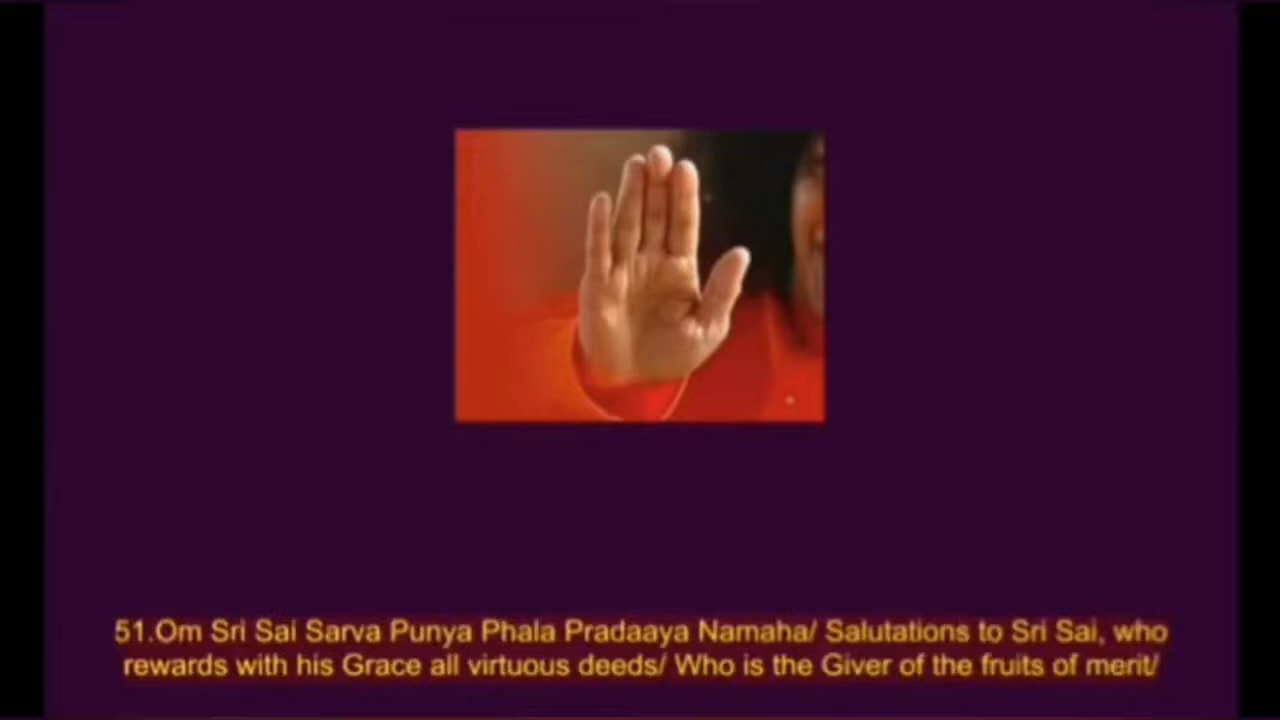 51.Om Sri Sai Sarva Punya Phala Pradaaya Namaha/ Salutations to Sri Sai, who
rewards with his Grace all virtuous deeds/ Who is the Giver of the fruits of merit/